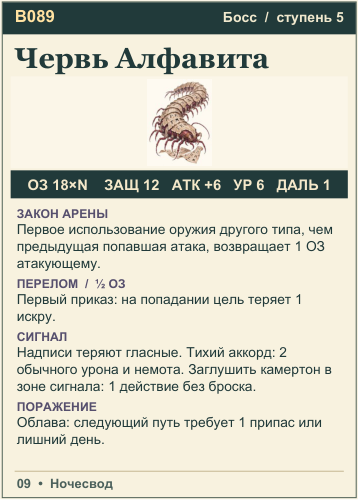 B089
Босс / ступень 5
Червь Алфавита
ОЗ 18×N ЗАЩ 12 АТК +6 УР 6 ДАЛЬ 1
ЗАКОН АРЕНЫ
Первое использование оружия другого типа, чем
предыдущая попавшая атака, возвращает 1 ОЗ
атакующему.
ПЕРЕЛОМ / ½ ОЗ
Первый приказ: на попадании цель теряет 1
искру.
СИГНАЛ
Надписи теряют гласные. Тихий аккорд: 2
обычного урона и немота. Заглушить камертон в
зоне сигнала: 1 действие без броска.
ПОРАЖЕНИЕ
Облава: следующий путь требует 1 припас или
лишний день.
09 • Ночесвод